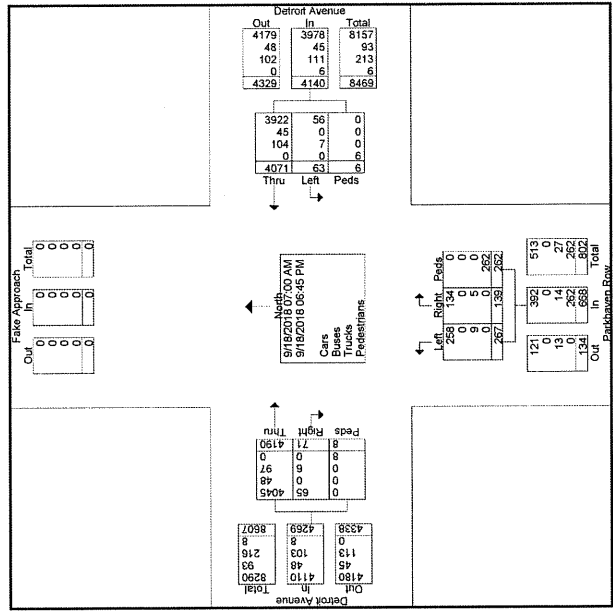 Detroit Avenue
Out In Total
4179 3978 8157
48 45 93
102 111 213
0 6 6
4329 4140 8469
3922 56 0
45 0 0
104 7 0
0 0 6
4071 63 6
Thru Left Peds
Fake Approach
Out In Total
0 0 0
0 0 0
0 0 0
0 0 0
0 0 0
North
9/18/2018 07:00 AM
9/18/2018 06:45 PM
Cars
Buses
Trucks
Pedestrians
Left Right Peds
258 134 0
0 0 0
9 5 0
0 0 262
267 139 262
121 392 513
0 0 0
13 14 27
0 262 262
134 668 802
Out In Total
Parkhaven Row
Peds Right Thru
8 71 4190
8 0 0
0 6 97
0 0 48
0 65 4045
Detroit Avenue
Out In Total
4180 4110 8290
45 48 93
113 103 216
0 8 8
4338 4269 8607